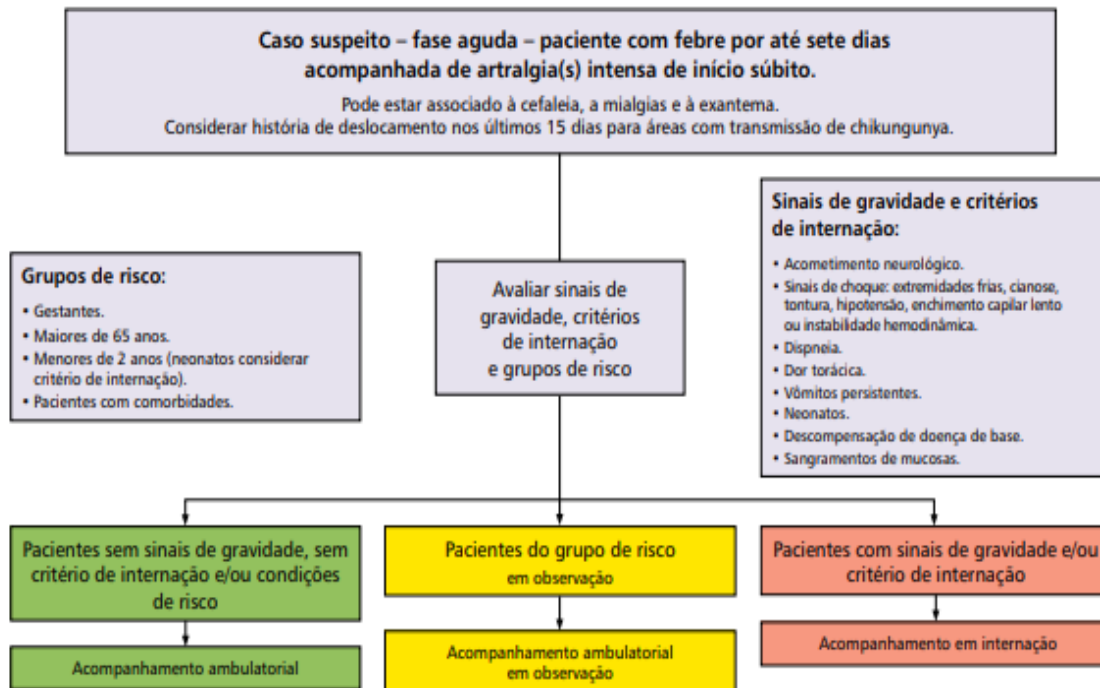 Caso suspeito – fase aguda – paciente com febre por até sete dias
acompanhada de artralgia(s) intensa de início súbito.
Pode estar associado à cefaleia, a mialgias e à exantema.
Considerar história de deslocamento nos últimos 15 dias para áreas com transmissão de chikungunya.
Grupos de risco:
• Gestantes.
• Maiores de 65 anos.
• Menores de 2 anos (neonatos considerar
critério de internação).
• Pacientes com comorbidades.
Avaliar sinais de
gravidade, critérios
de internação
e grupos de risco
Sinais de gravidade e critérios
de internação:
• Acometimento neurológico.
• Sinais de choque: extremidades frias, cianose,
tontura, hipotensão, enchimento capilar lento
ou instabilidade hemodinâmica.
• Dispneia.
• Dor torácica.
• Vômitos persistentes.
• Neonatos.
• Descompensação de doença de base.
• Sangramentos de mucosas.
Pacientes sem sinais de gravidade, sem
critério de internação e/ou condições
de risco
Acompanhamento ambulatorial
Pacientes do grupo de risco
em observação
Acompanhamento ambulatorial
em observação
Pacientes com sinais de gravidade e/ou
critério de internação
Acompanhamento em internação